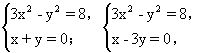 3x² - y² = 8, 3x² - y² = 8,
x + y = 0; x - 3y = 0,